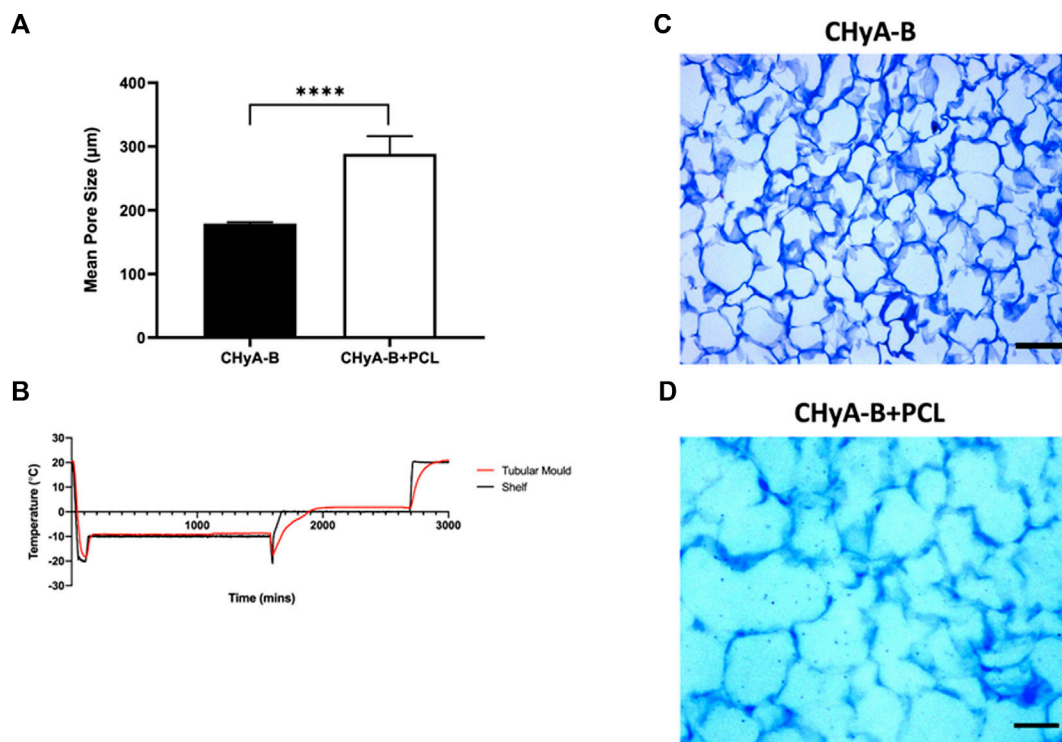 A
400
300
200
100
0
Mean Pore Size (µm)
****
CHyA-B
CHyA-B+PCL
B
30
20
10
0
-10
-20
-30
Temperature (°C)
1000
2000
3000
Time (mins)
Tubular Mould
Shelf
C
CHyA-B
D
CHyA-B+PCL